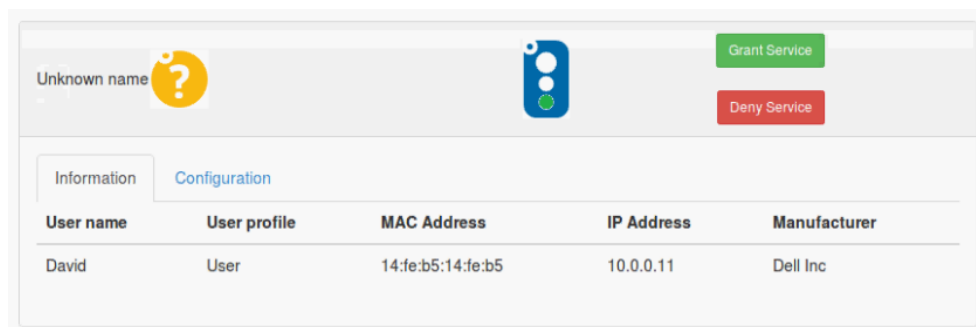 Grant Service
Unknown name ?
Deny Service
Information Configuration
User name User profile MAC Address IP Address Manufacturer
David User 14:fe:b5:14:fe:b5 10.0.0.11 Dell Inc